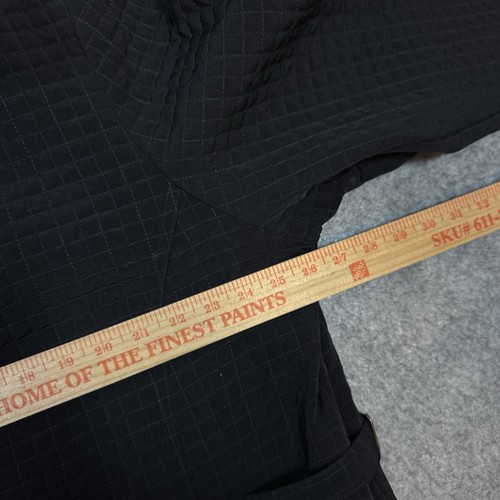 18 19 20 21 22 23 24 25 26 27 28 29 30 31 32
HOME OF THE FINEST PAINTS
SKU# 611-